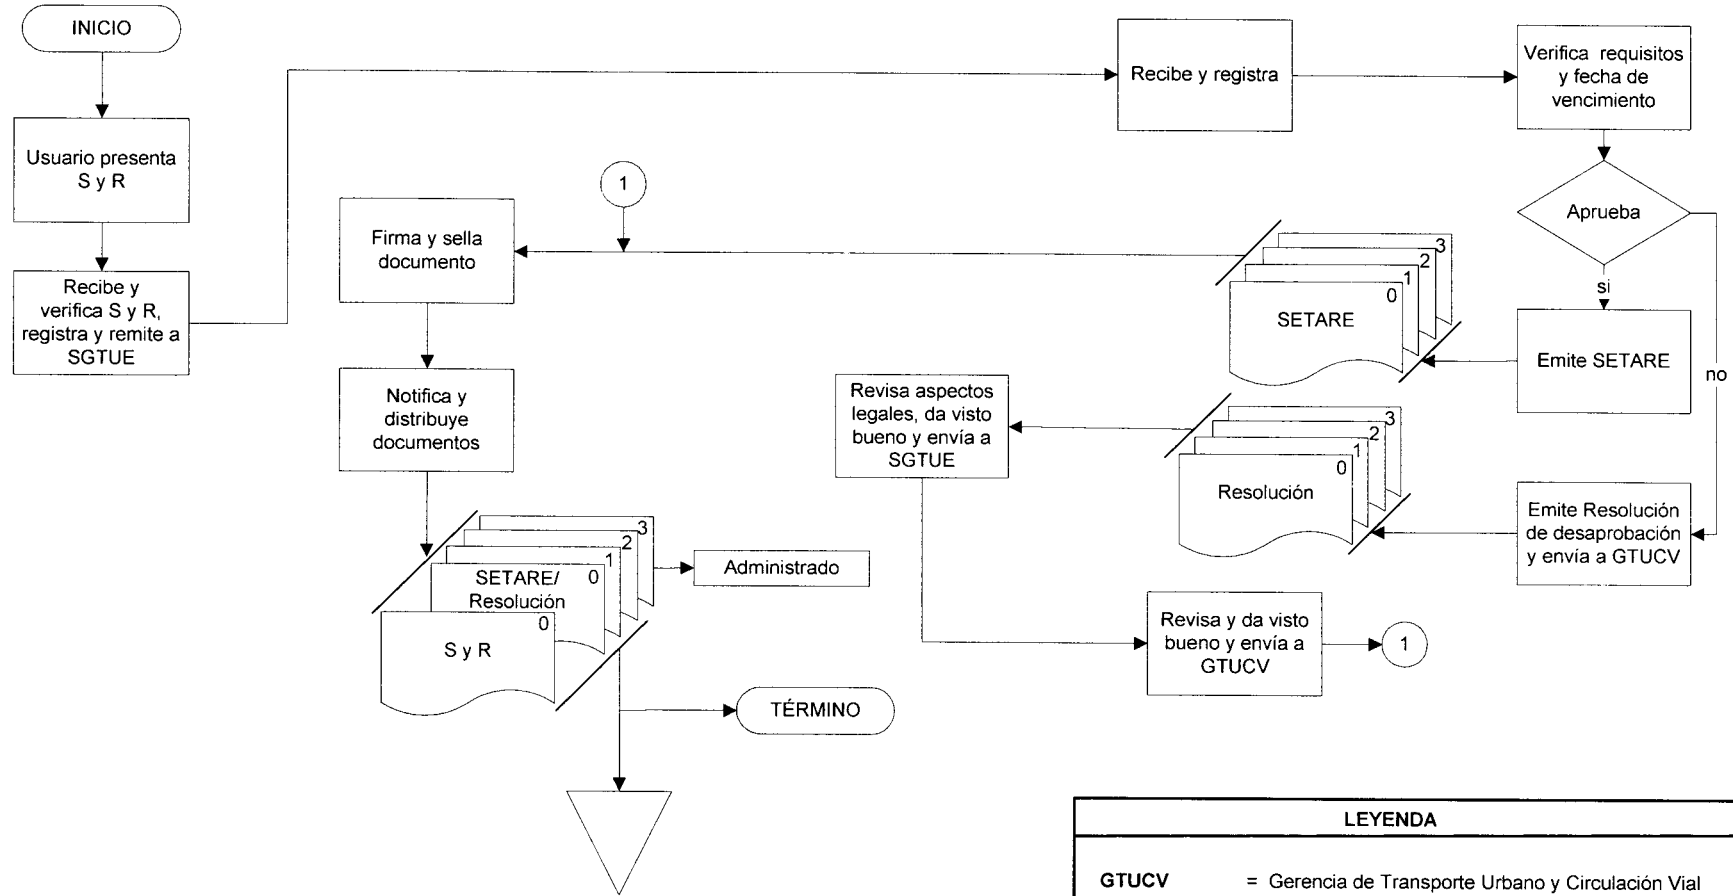 INICIO
Usuario presenta
S y R
Recibe y
verifica S y R,
registra y remite a
SGTUE
Recibe y registra
Verifica requisitos
y fecha de
vencimiento
Aprueba
si
no
Emite SETARE
3
2
1
0
SETARE
1
Firma y sella
documento
Notifica y
distribuye
documentos
Emite Resolución
de desaprobación
y envía a GTUCV
3
2
1
0
Resolución
Revisa aspectos
legales, da visto
bueno y envía a
SGTUE
Revisa y da visto
bueno y envía a
GTUCV
1
3
2
1
0
SETARE/
Resolución
0
S y R
Administrado
TÉRMINO
LEYENDA
GTUCV = Gerencia de Transporte Urbano y Circulación Vial